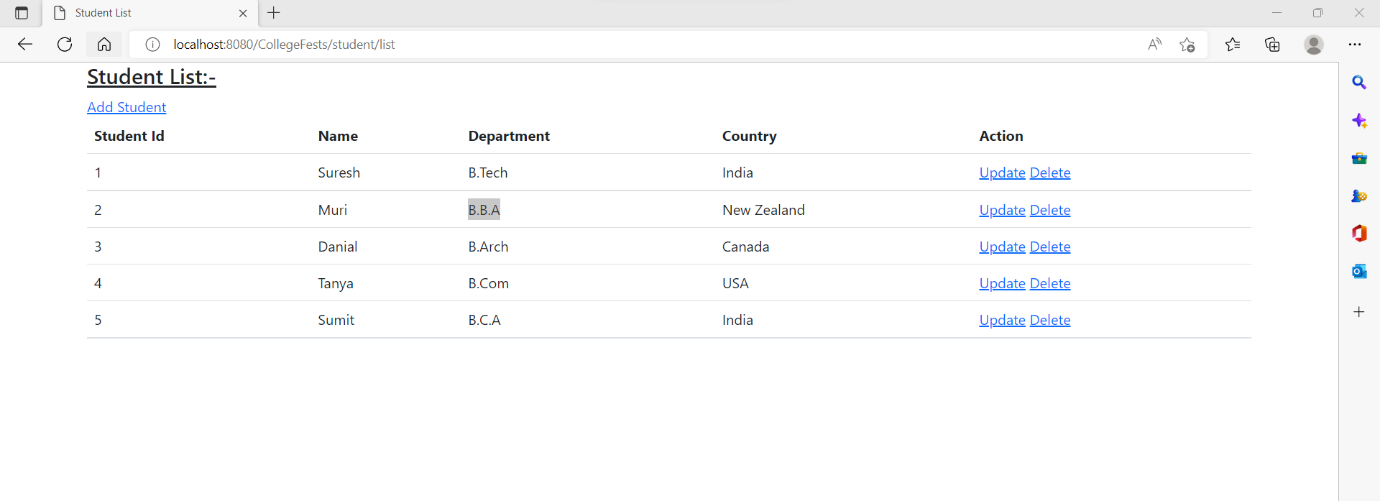 Student List
localhost:8080/CollegeFests/student/list
Student List:-
Add Student
Student Id Name Department Country Action
1 Suresh B.Tech India Update Delete
2 Muri B.B.A New Zealand Update Delete
3 Danial B.Arch Canada Update Delete
4 Tanya B.Com USA Update Delete
5 Sumit B.C.A India Update Delete